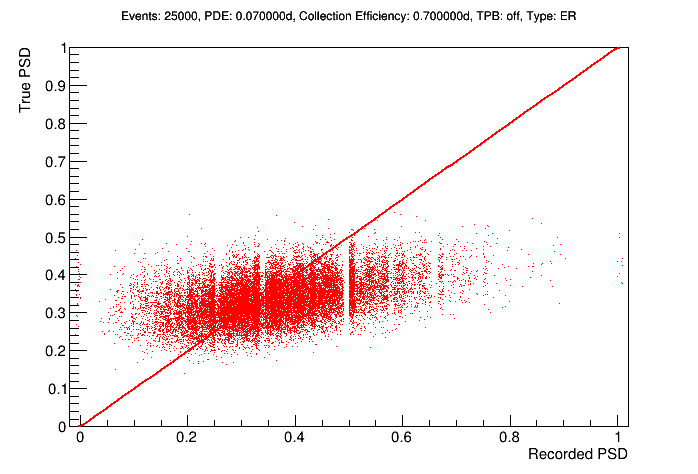 Events: 25000, PDE: 0.070000d, Collection Efficiency: 0.700000d, TPB: off, Type: ER
True PSD
1
0.9
0.8
0.7
0.6
0.5
0.4
0.3
0.2
0.1
0
0 0.2 0.4 0.6 0.8 1
Recorded PSD